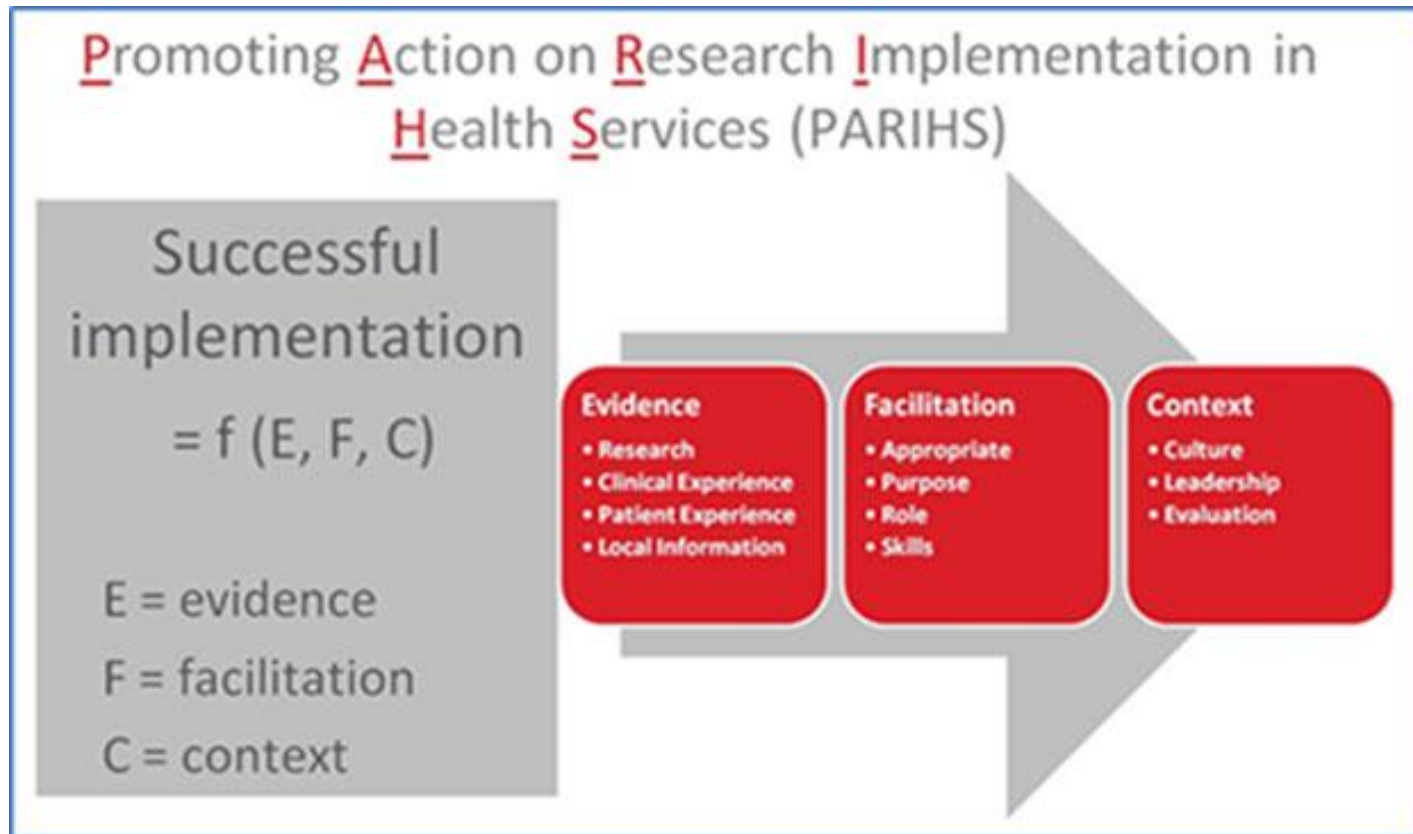 Promoting Action on Research Implementation in
Health Services (PARIHS)
Successful
implementation
= f (E, F, C)
E = evidence
F = facilitation
C = context
Evidence
• Research
• Clinical Experience
• Patient Experience
• Local Information
Facilitation
• Appropriate
• Purpose
• Role
• Skills
Context
• Culture
• Leadership
• Evaluation